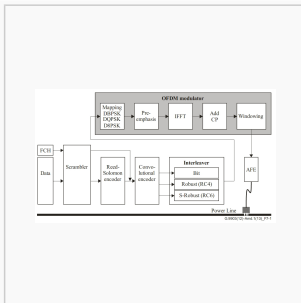 OFDM modulator
Mapping
DBPSK
DQPSK
D8PSK
Pre-
emphasis
IFFT
Add
CP
Windowing
FCH
Data
Scrambler
Reed-
Solomon
encoder
Convo-
lutional
encoder
Interleaver
Bit
Robust (RC4)
S-Robust (RC6)
AFE
Power Line